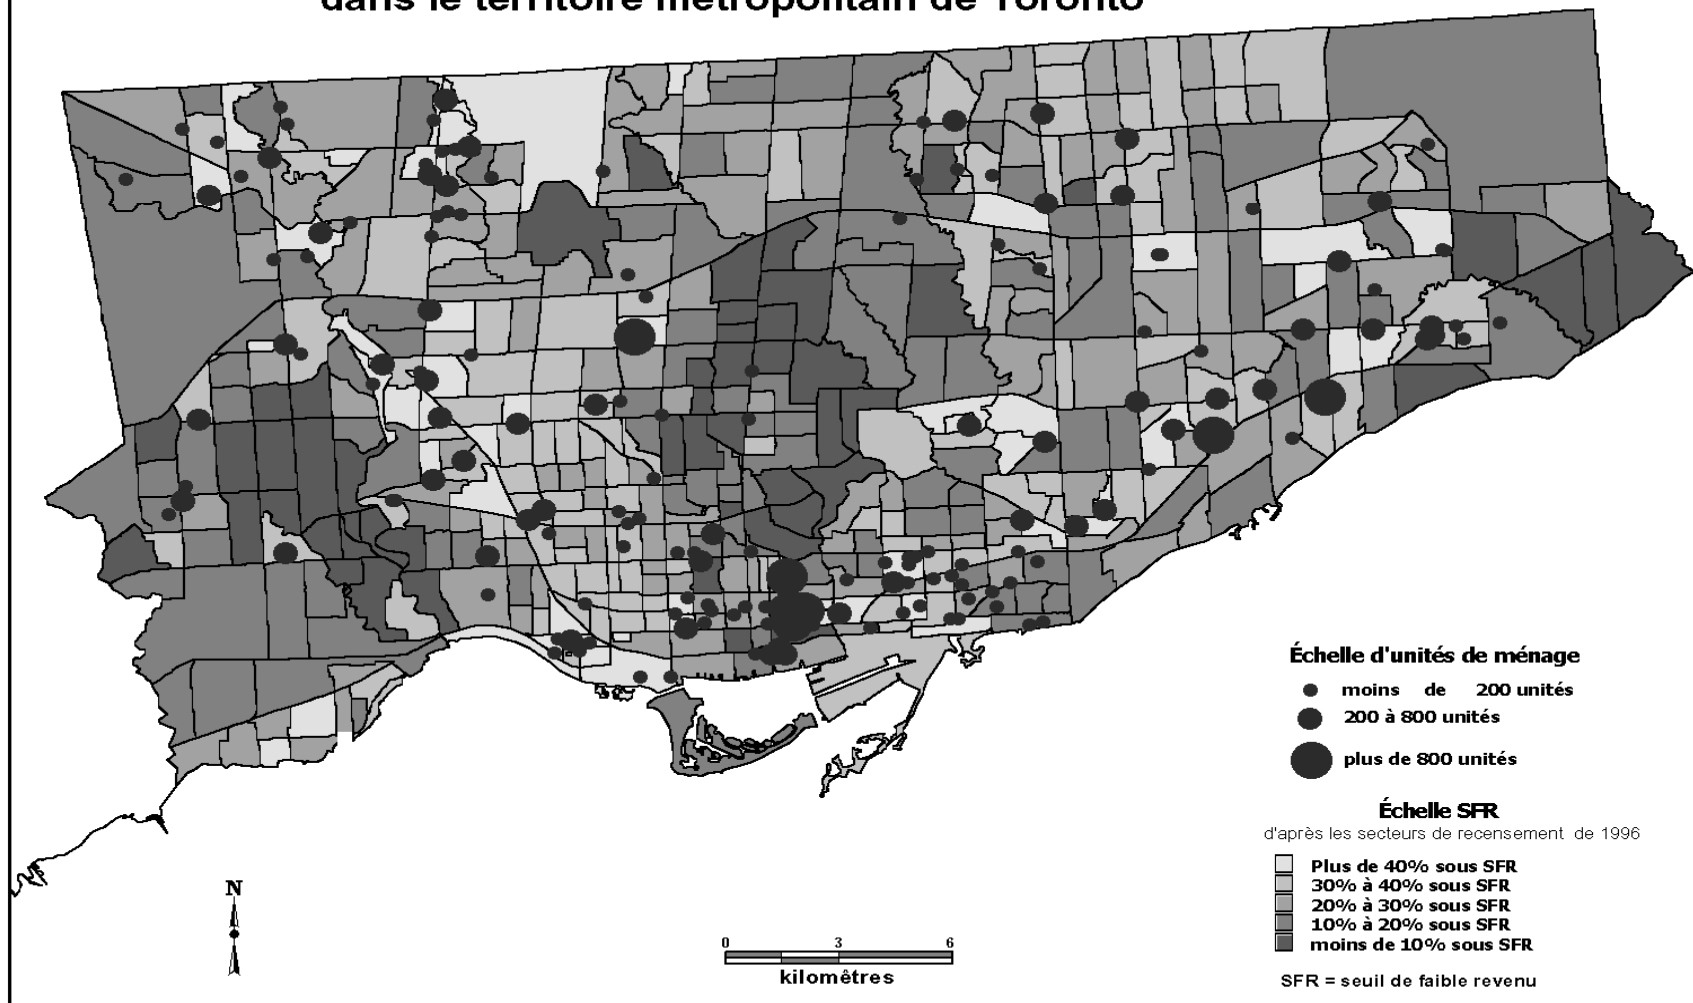 dans le territoire métropolitain de Toronto
Échelle d'unités de ménage
moins de 200 unités
200 à 800 unités
plus de 800 unités
Échelle SFR
d'après les secteurs de recensement de 1996
Plus de 40% sous SFR
30% à 40% sous SFR
20% à 30% sous SFR
10% à 20% sous SFR
moins de 10% sous SFR
SFR = seuil de faible revenu
N
0 3 6
kilomêtres